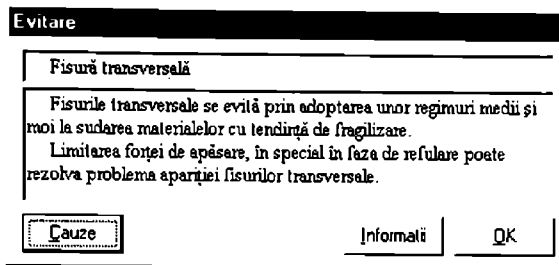 Evitare
Fisură transversală
Fisurile transversale se evită prin adoptarea unor regimuri medii și
moi la sudarea materialelor cu tendință de fragilizare.
Limitarea forței de apăsare, în special în faza de refulare poate
rezolva problema apariției fisurilor transversale.
Cauze
Informatii
OK